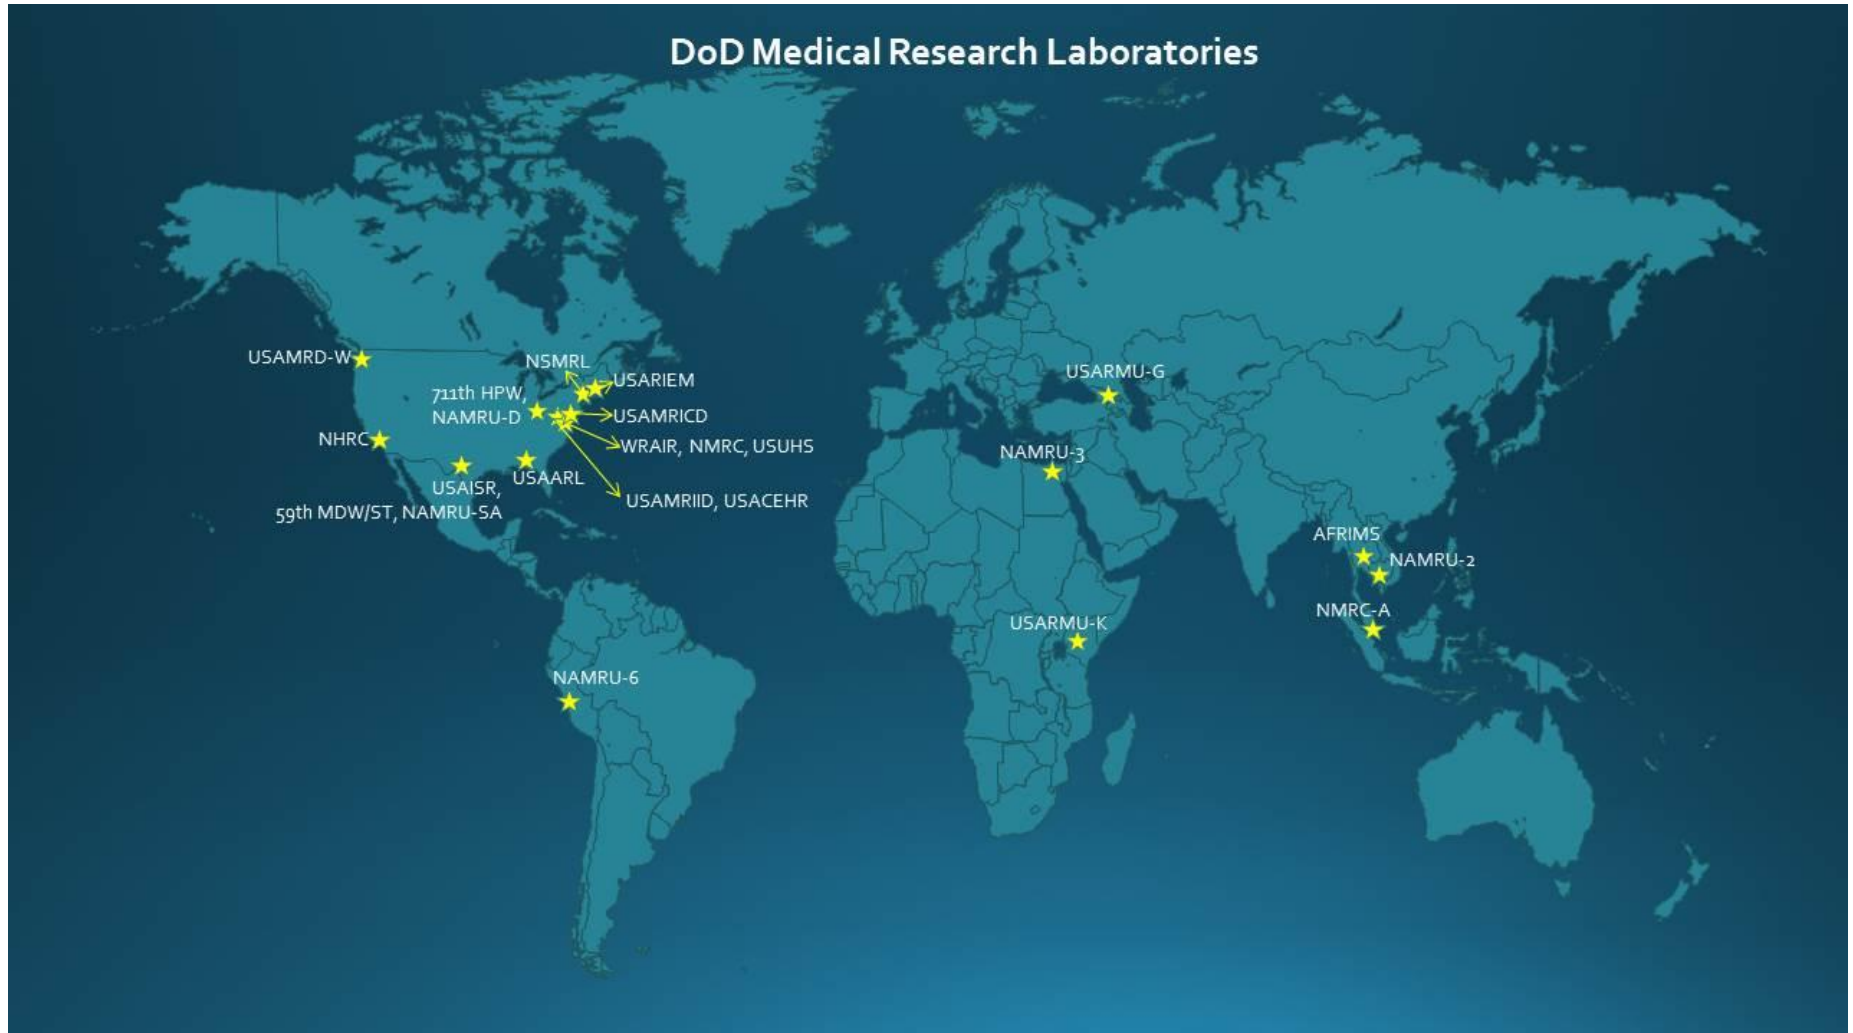 DoD Medical Research Laboratories
USAMRD-W
NSMRL
USARIEM
711th HPW,
NAMRU-D
USAMRICD
NHRC
WRAIR, NMRC, USUHS
USAARL
USAISR,
59th MDW/ST, NAMRU-SA
USAMRIID, USACEHR
NAMRU-6
USARMU-G
NAMRU-3
USARMU-K
AFRIMS
NAMRU-2
NMRC-A